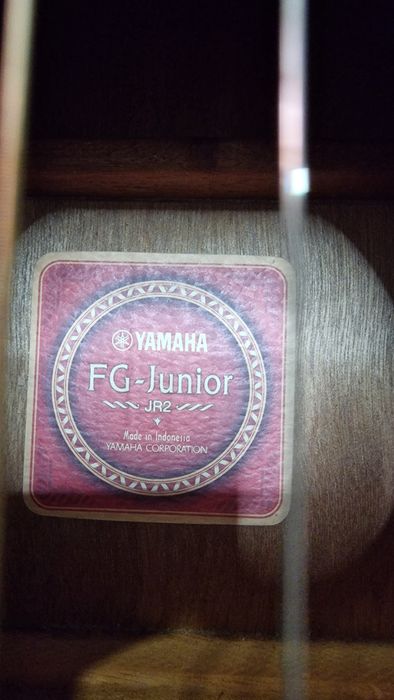 YAMAHA
FG-Junior
JR2
Made in Indonesia
YAMAHA CORPORATION